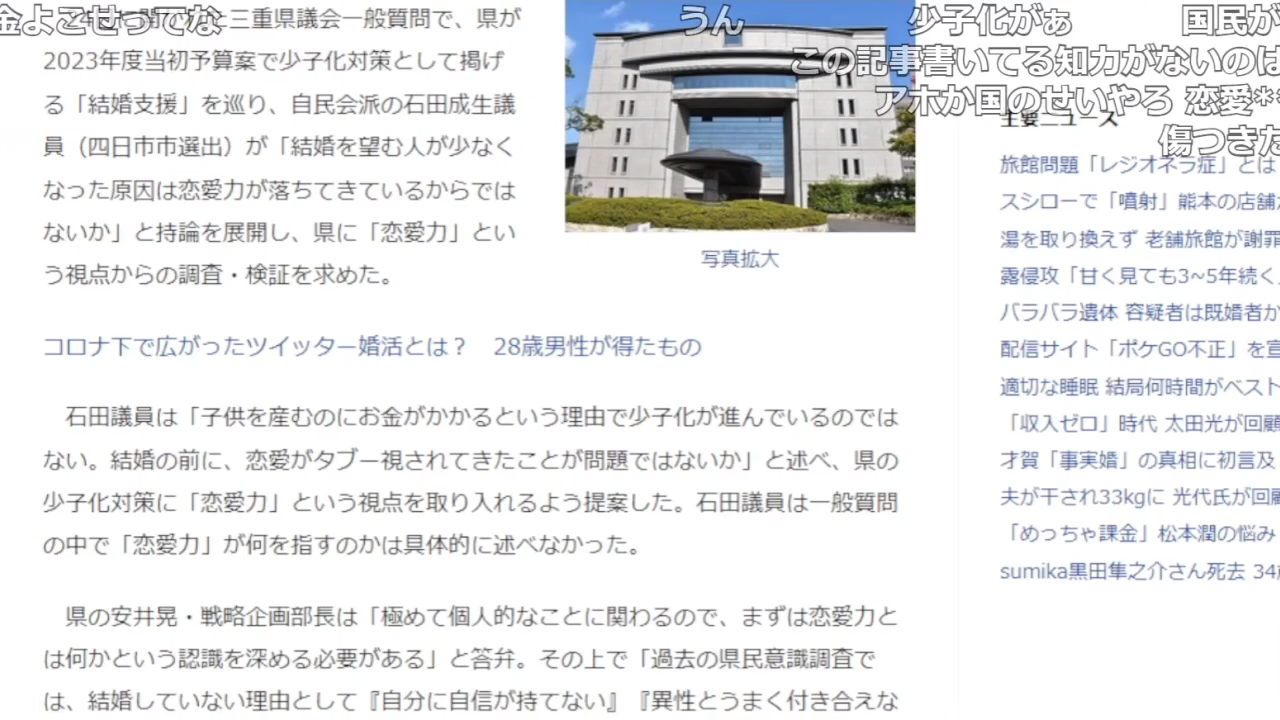 金よこせってな
うん
少子化がぁ
国民が
この記事書いてる知力がないのは
アホか国のせいやろ
恋愛**
傷つきた
と三重県議会一般質問で、県が
2023年度当初予算案で少子化対策として掲げ
る「結婚支援」を巡り、自民会派の石田成生議
員（四日市市選出）が「結婚を望む人が少なく
なった原因は恋愛力が落ちてきているからでは
ないか」と持論を展開し、県に「恋愛力」とい
う視点からの調査・検証を求めた。
写真拡大
コロナ下で広がったツイッター婚活とは？　28歳男性が得たもの
石田議員は「子供を産むのにお金がかかるという理由で少子化が進んでいるのでは
ない。結婚の前に、恋愛がタブー視されてきたことが問題ではないか」と述べ、県の
少子化対策に「恋愛力」という視点を取り入れるよう提案した。石田議員は一般質問
の中で「恋愛力」が何を指すのかは具体的に述べなかった。
県の安井晃・戦略企画部長は「極めて個人的なことに関わるので、まずは恋愛力と
は何かという認識を深める必要がある」と答弁。その上で「過去の県民意識調査で
は、結婚していない理由として『自分に自信が持てない』『異性とうまく付き合えな
主要ニュース
旅館問題「レジオネラ症」とは
スシローで「噴射」熊本の店舗
湯を取り換えず 老舗旅館が謝罪
露侵攻「甘く見ても3~5年続く
バラバラ遺体 容疑者は既婚者か
配信サイト「ポケGO不正」を宣
適切な睡眠 結局何時間がベスト
「収入ゼロ」時代 太田光が回顧
才賀「事実婚」の真相に初言及
夫が干され33kgに 光代氏が回顧
「めっちゃ課金」松本潤の悩み
sumika黒田隼之介さん死去 34